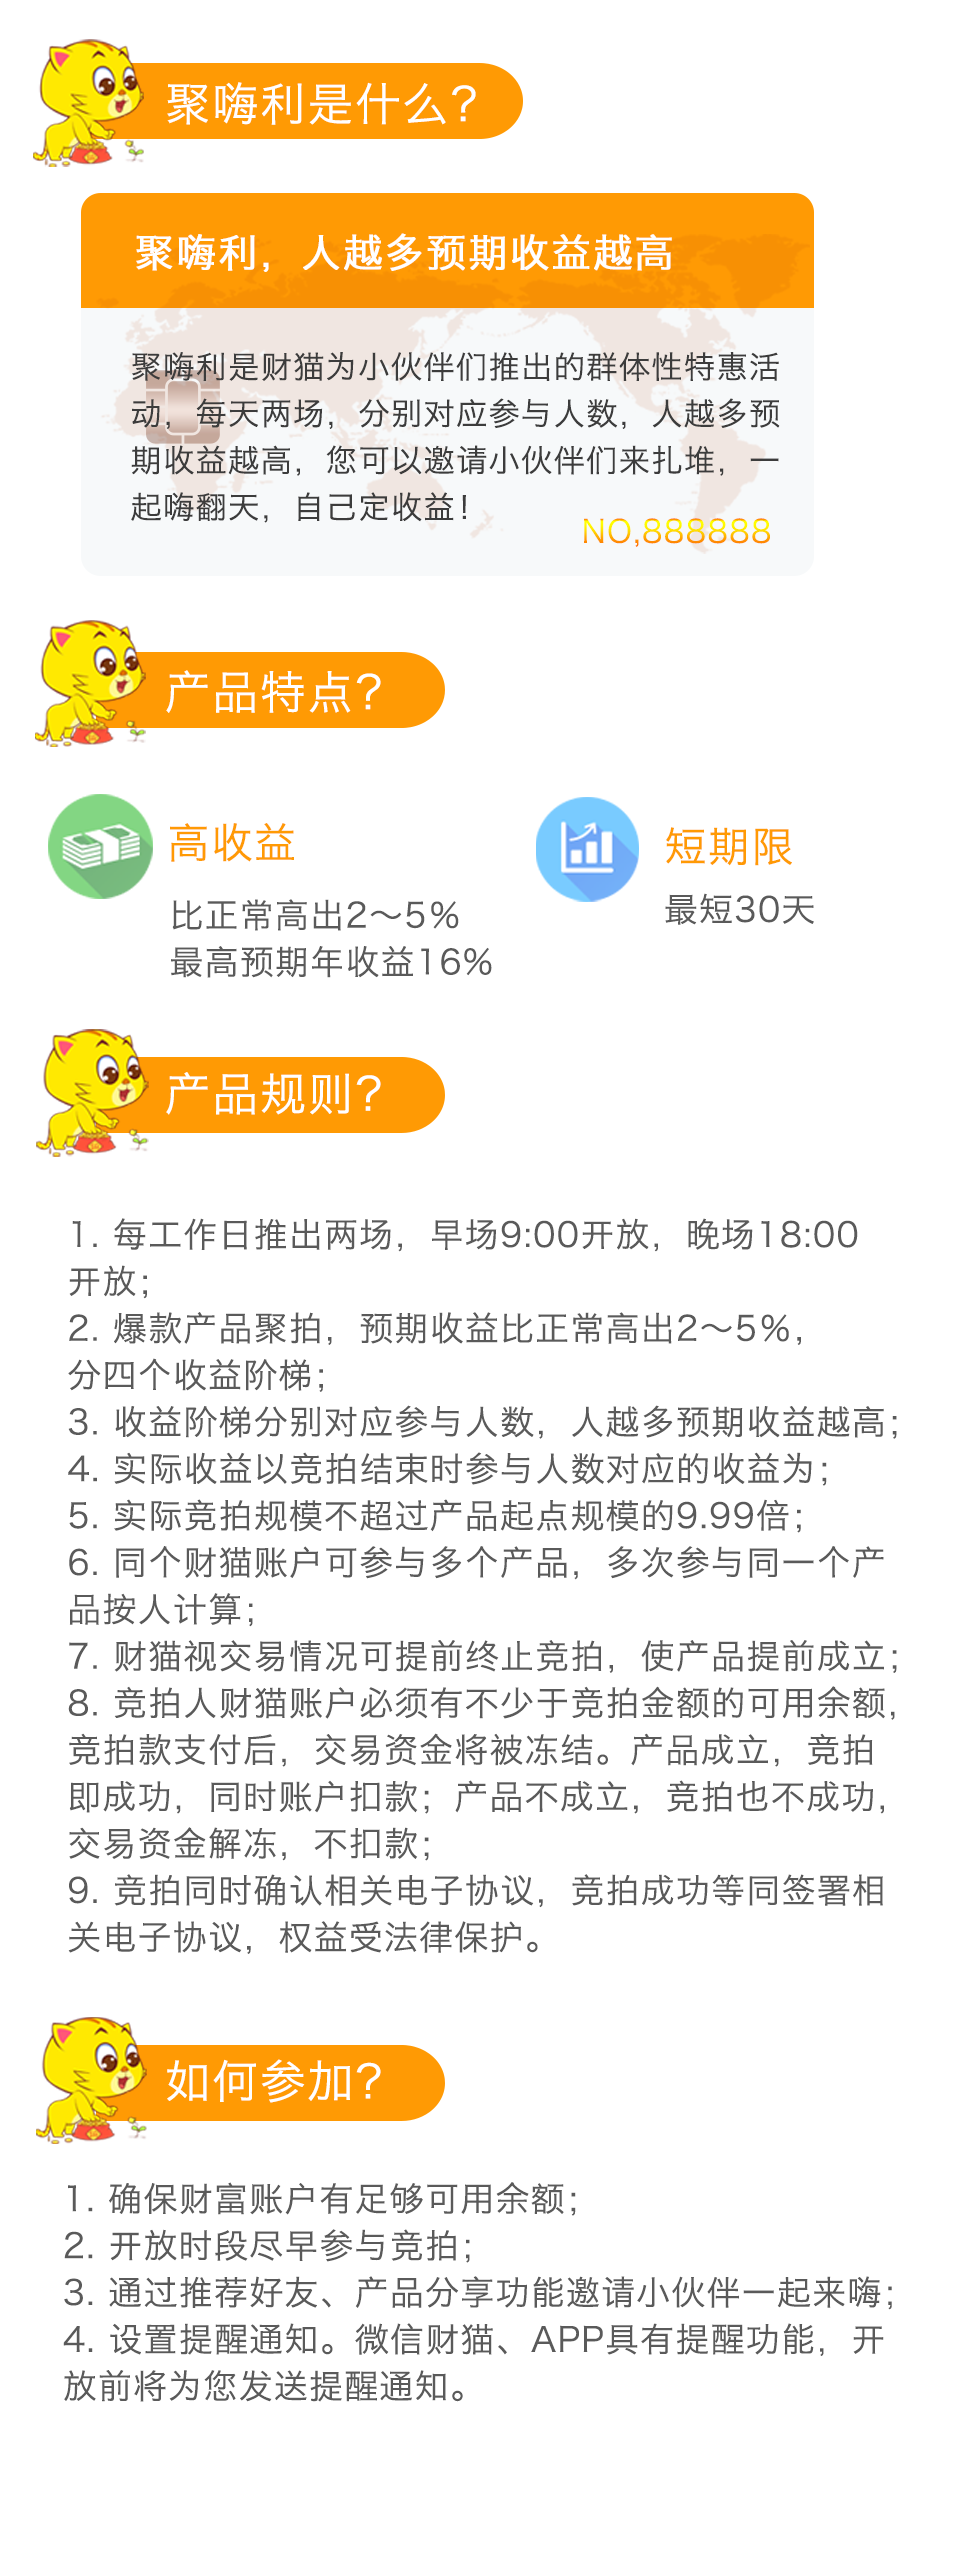 聚嗨利是什么?
聚嗨利，人越多预期收益越高
聚嗨利是财猫为小伙伴们推出的群体性特惠活
动，每天两场，分别对应参与人数，人越多预
期收益越高，您可以邀请小伙伴们来扎堆，一
起嗨翻天，自己定收益！
NO,888888
产品特点?
高收益
比正常高出2～5%
最高预期年收益16%
短期限
最短30天
产品规则?
1. 每工作日推出两场，早场9:00开放，晚场18:00
开放；
2. 爆款产品聚拍，预期收益比正常高出2～5%，
分四个收益阶梯；
3. 收益阶梯分别对应参与人数，人越多预期收益越高；
4. 实际收益以竞拍结束时参与人数对应的收益为；
5. 实际竞拍规模不超过产品起点规模的9.99倍；
6. 同个财猫账户可参与多个产品，多次参与同一个产
品按人计算；
7. 财猫视交易情况可提前终止竞拍，使产品提前成立；
8. 竞拍人财猫账户必须有不少于竞拍金额的可用余额，
竞拍款支付后，交易资金将被冻结。产品成立，竞拍
即成功，同时账户扣款；产品不成立，竞拍也不成功，
交易资金解冻，不扣款；
9. 竞拍同时确认相关电子协议，竞拍成功等同签署相
关电子协议，权益受法律保护。
如何参加?
1. 确保财富账户有足够可用余额；
2. 开放时段尽早参与竞拍；
3. 通过推荐好友、产品分享功能邀请小伙伴一起来嗨；
4. 设置提醒通知。微信财猫、APP具有提醒功能，开
放前将为您发送提醒通知。